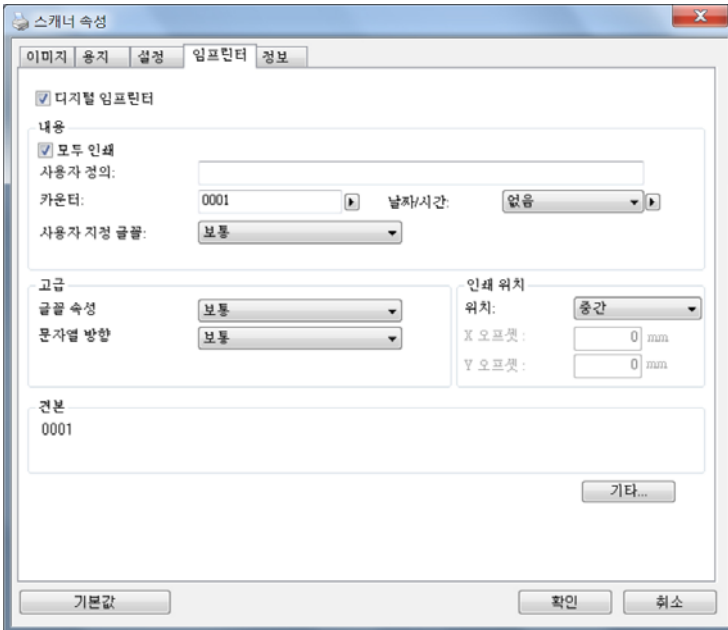 스캐너 속성
이미지 용지 설정 임프린터 정보
디지털 임프린터
내용
모두 인쇄
사용자 정의:
카운터: 0001 날짜/시간: 없음
사용자 지정 글꼴: 보통
고급
글꼴 속성 보통
문자열 방향 보통
인쇄 위치
위치: 중간
X 오프셋 : 0 mm
Y 오프셋 : 0 mm
견본
0001
기타...
기본값 확인 취소